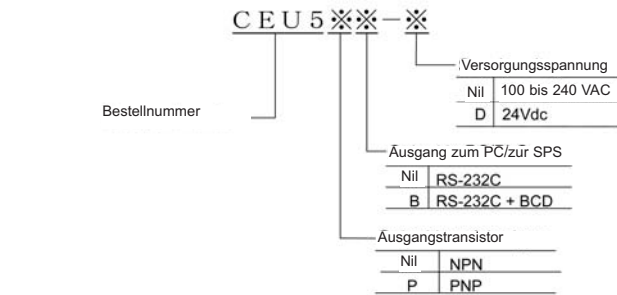 CEU5※※-※
Versorgungsspannung
Nil 100 bis 240 VAC
D 24Vdc
Bestellnummer
Ausgang zum PC/zur SPS
Nil RS-232C
B RS-232C + BCD
Ausgangstransistor
Nil NPN
P PNP